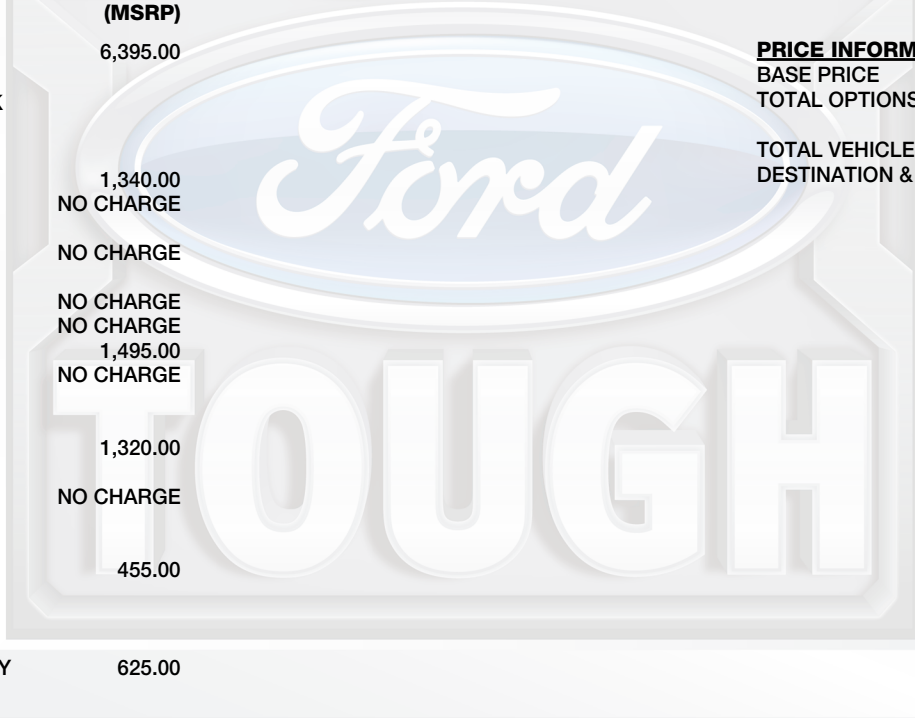 (MSRP)
6,395.00
K
1,340.00
NO CHARGE
NO CHARGE
NO CHARGE
NO CHARGE
1,495.00
NO CHARGE
1,320.00
NO CHARGE
455.00
Y 625.00
PRICE INFORM
BASE PRICE
TOTAL OPTIONS
TOTAL VEHICLE
DESTINATION &
Ford
TOUGH